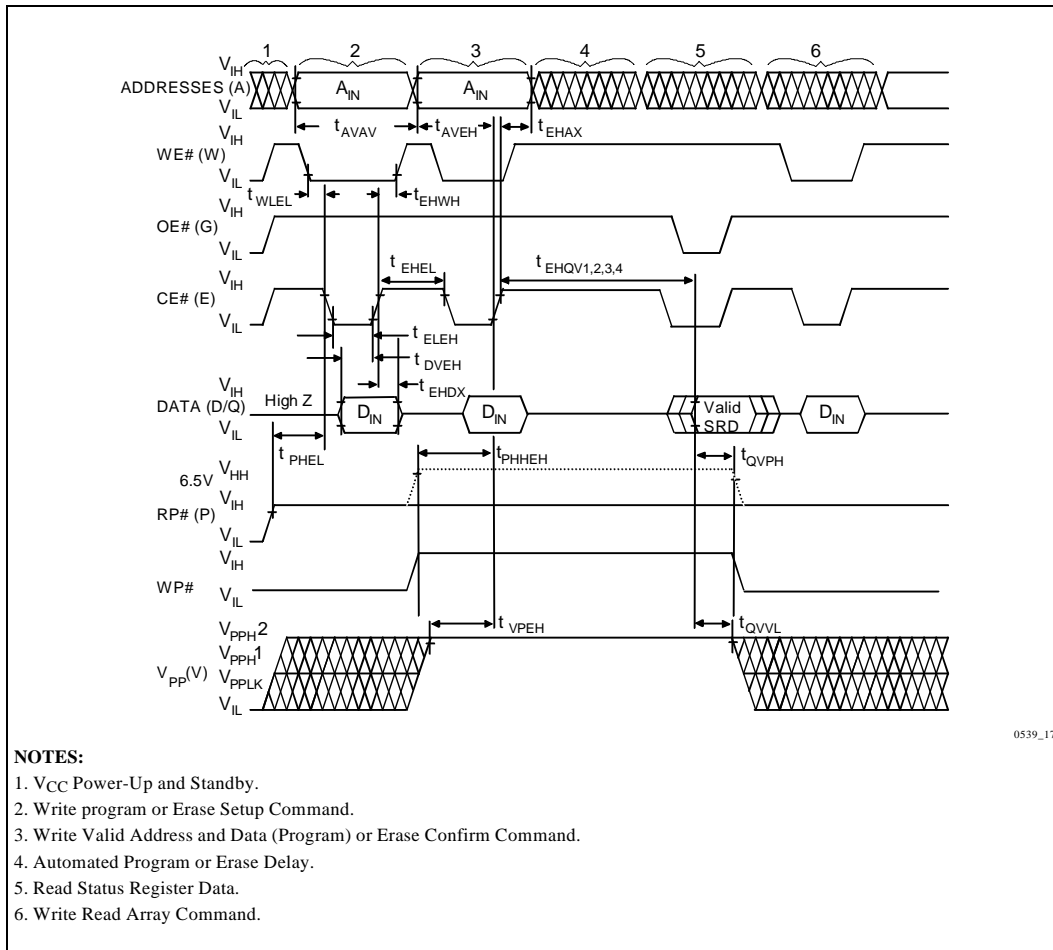 1 2 3 4 5 6
VIH
ADDRESSES (A) AIN AIN
VIL
tAVAV tAVEH tEHAX
VIH
WE# (W)
VIL
tWLEL tEHWH
VIH
OE# (G)
VIL
tEHEL tEHQV1,2,3,4
VIH
CE# (E)
VIL
tELEH
tDVEH
tEHDX
VIH
DATA (D/Q) High Z DIN DIN Valid SRD DIN
VIL
tPHEL tPHHEH tQVPH
6.5V VHH
VIH
RP# (P)
VIL
VIH
WP#
VIL
tVPEH tQVVL
VPPH2
VPPH1
VPP(V) VPPLK
VIL
0539_17
NOTES:
1. VCC Power-Up and Standby.
2. Write program or Erase Setup Command.
3. Write Valid Address and Data (Program) or Erase Confirm Command.
4. Automated Program or Erase Delay.
5. Read Status Register Data.
6. Write Read Array Command.